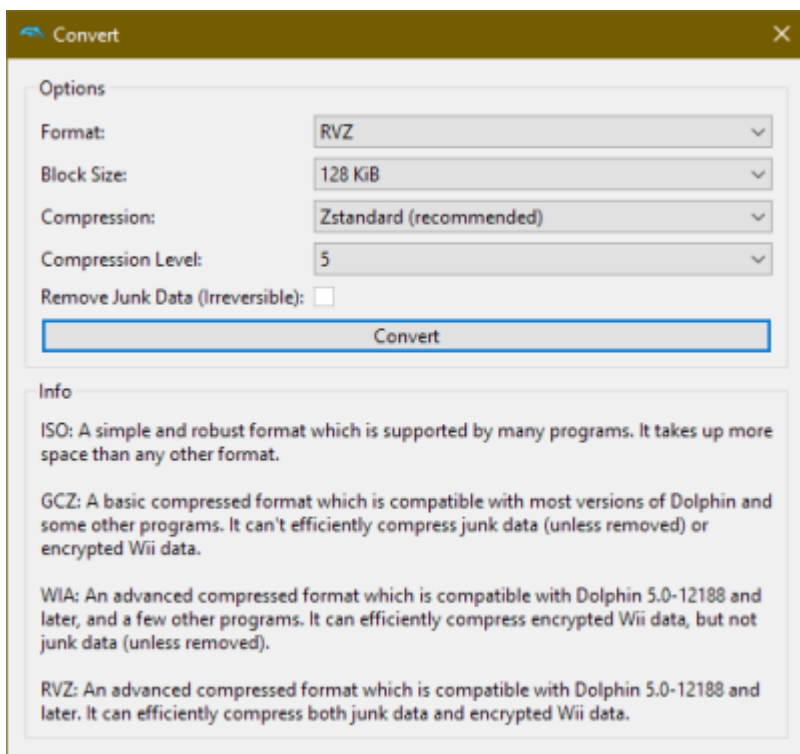 Convert
Options
Format: RVZ
Block Size: 128 KiB
Compression: Zstandard (recommended)
Compression Level: 5
Remove Junk Data (Irreversible):
Convert
Info
ISO: A simple and robust format which is supported by many programs. It takes up more
space than any other format.
GCZ: A basic compressed format which is compatible with most versions of Dolphin and
some other programs. It can't efficiently compress junk data (unless removed) or
encrypted Wii data.
WIA: An advanced compressed format which is compatible with Dolphin 5.0-12188 and
later, and a few other programs. It can efficiently compress encrypted Wii data, but not
junk data (unless removed).
RVZ: An advanced compressed format which is compatible with Dolphin 5.0-12188 and
later. It can efficiently compress both junk data and encrypted Wii data.